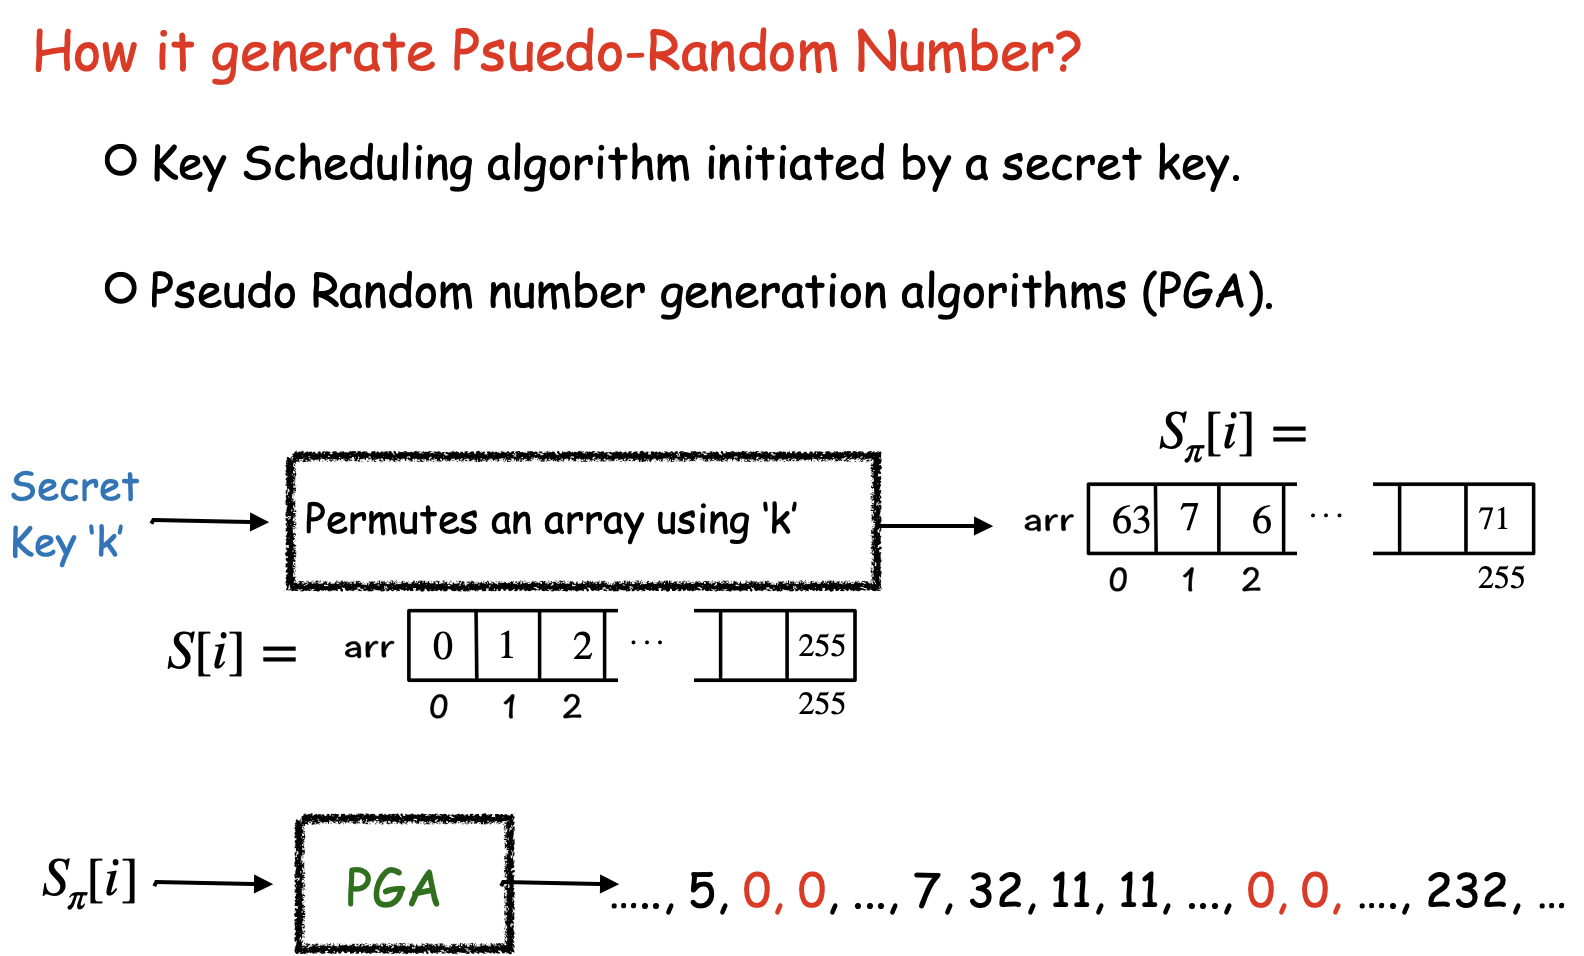 How it generate Psuedo-Random Number?
Key Scheduling algorithm initiated by a secret key.
Pseudo Random number generation algorithms (PGA).
Sπ[i] =
Secret
Key 'k'
Permutes an array using 'k'
arr 63 7 6 ... 71
0 1 2 255
S[i] = arr 0 1 2 ... 255
0 1 2 255
Sπ[i] PGA ....., 5, 0, 0, ..., 7, 32, 11, 11, ..., 0, 0, ...., 232, ...